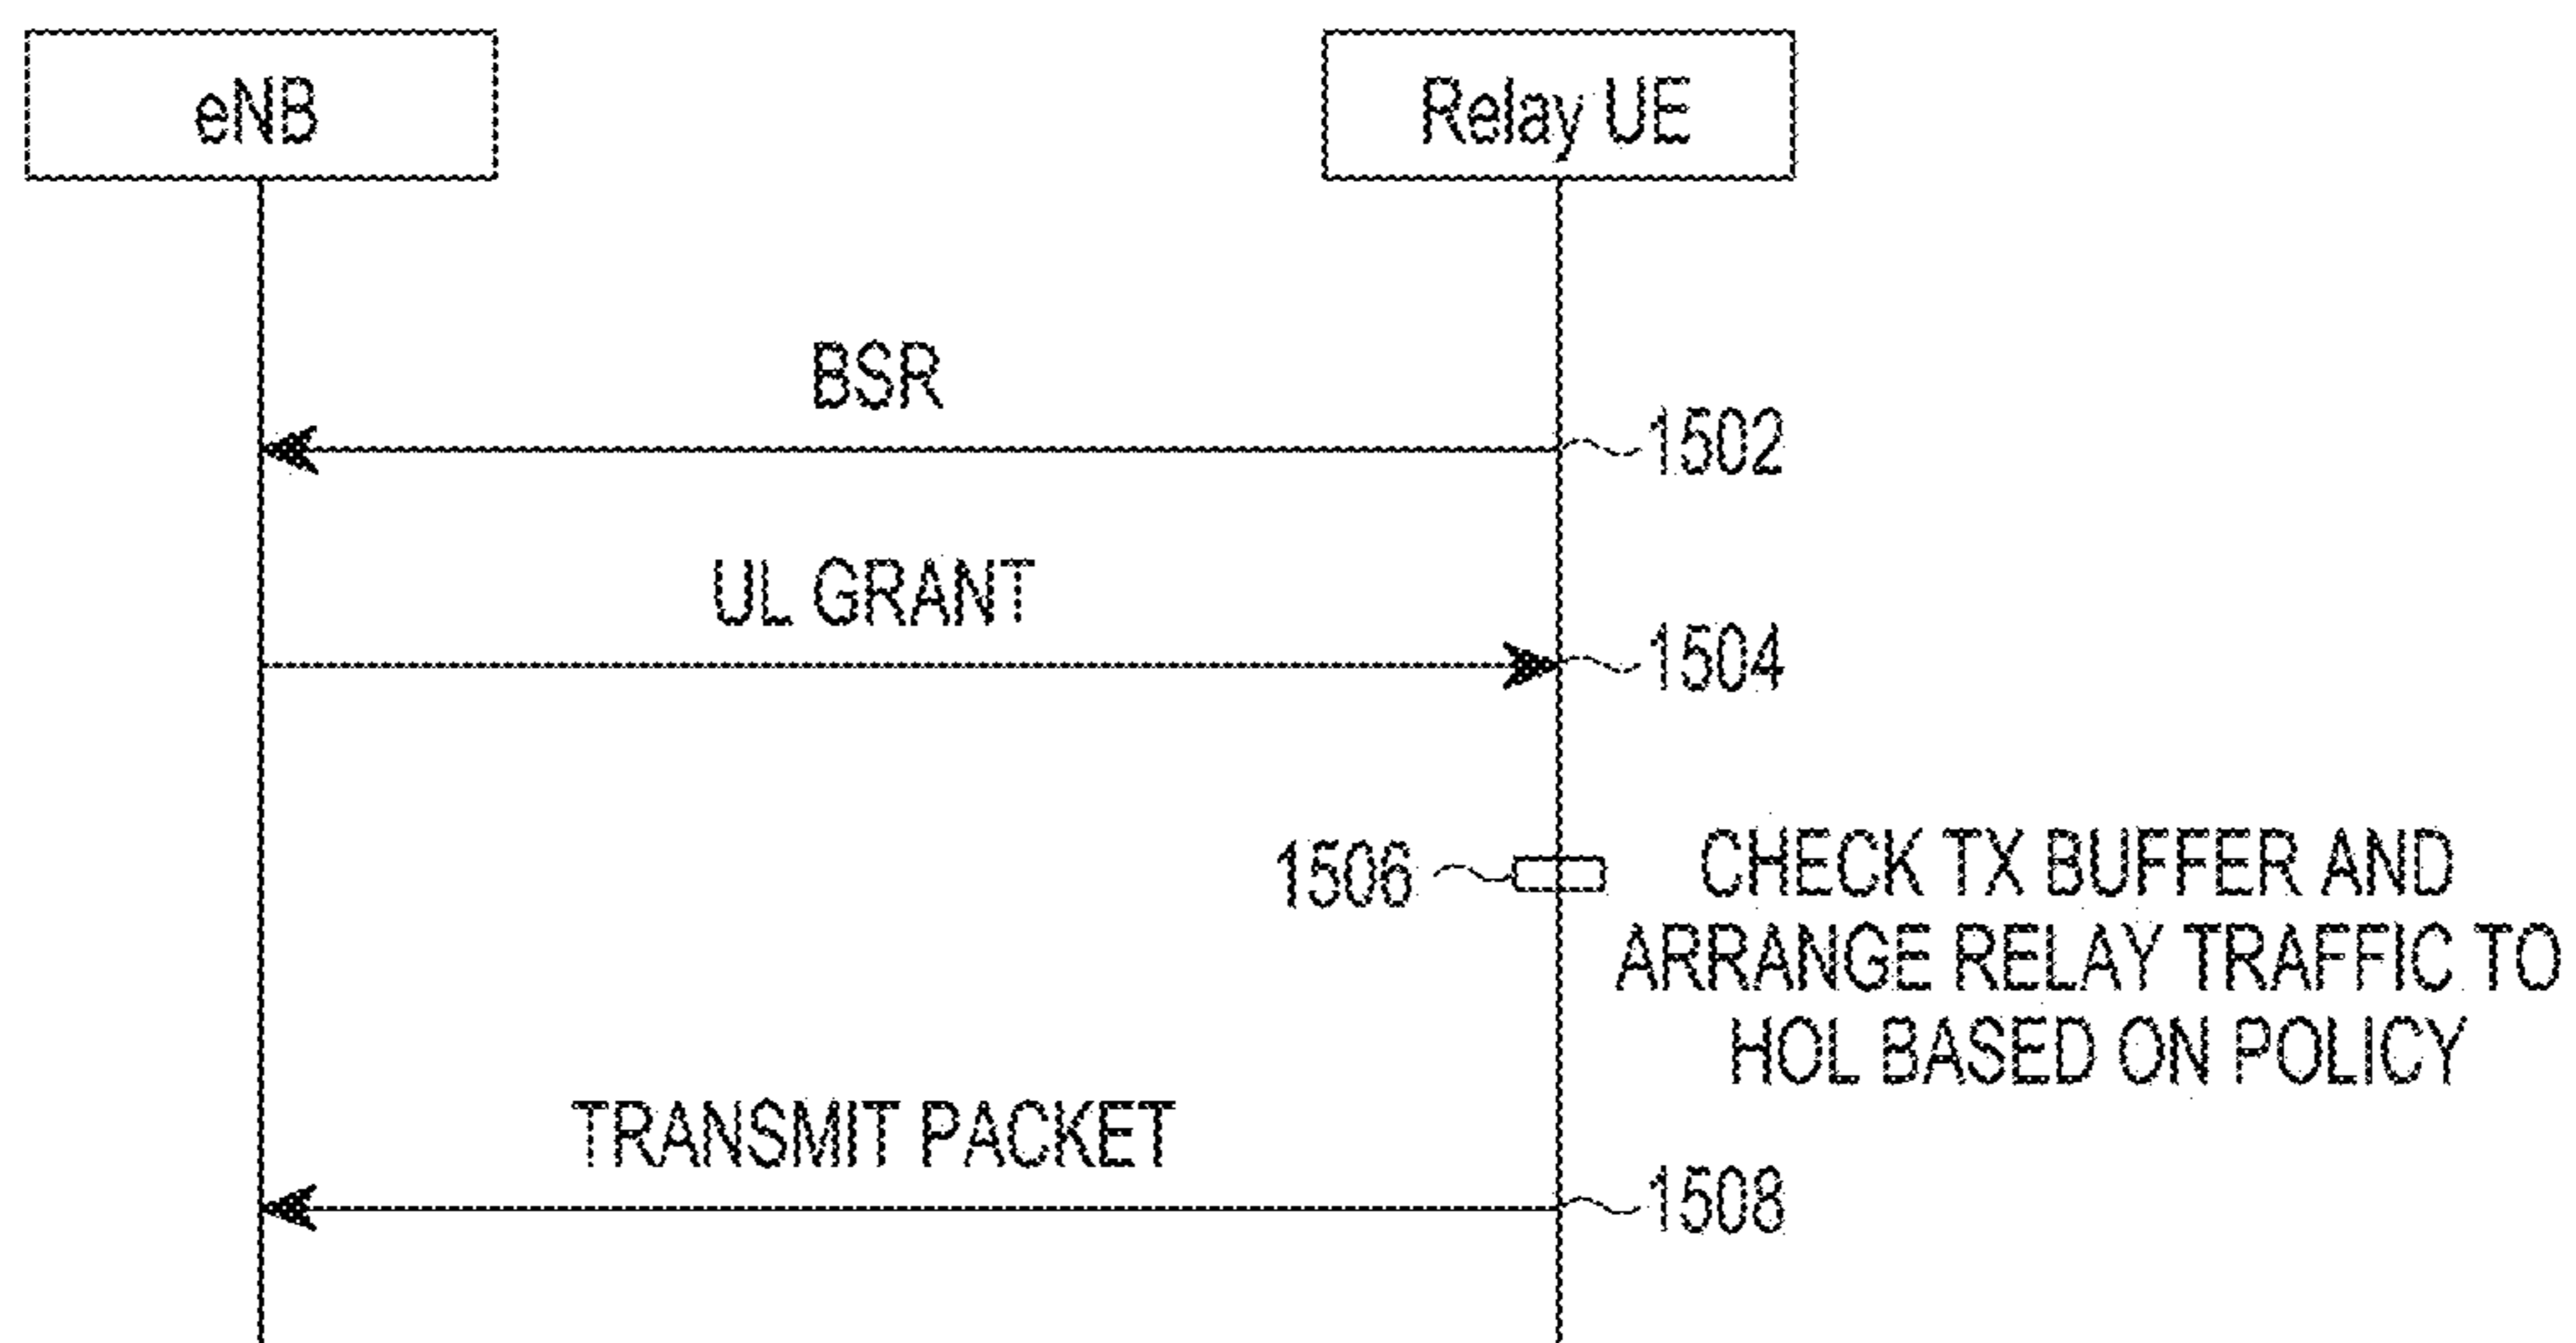 eNB
Relay UE
BSR
1502
UL GRANT
1504
1506
CHECK TX BUFFER AND
ARRANGE RELAY TRAFFIC TO
HOL BASED ON POLICY
TRANSMIT PACKET
1508